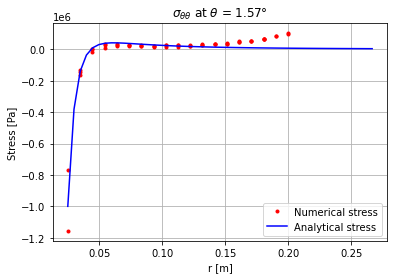 σθθ at θ = 1.57°
1e6
0.0
−0.2
−0.4
−0.6
−0.8
−1.0
−1.2
Stress [Pa]
Numerical stress
Analytical stress
0.05 0.10 0.15 0.20 0.25
r [m]